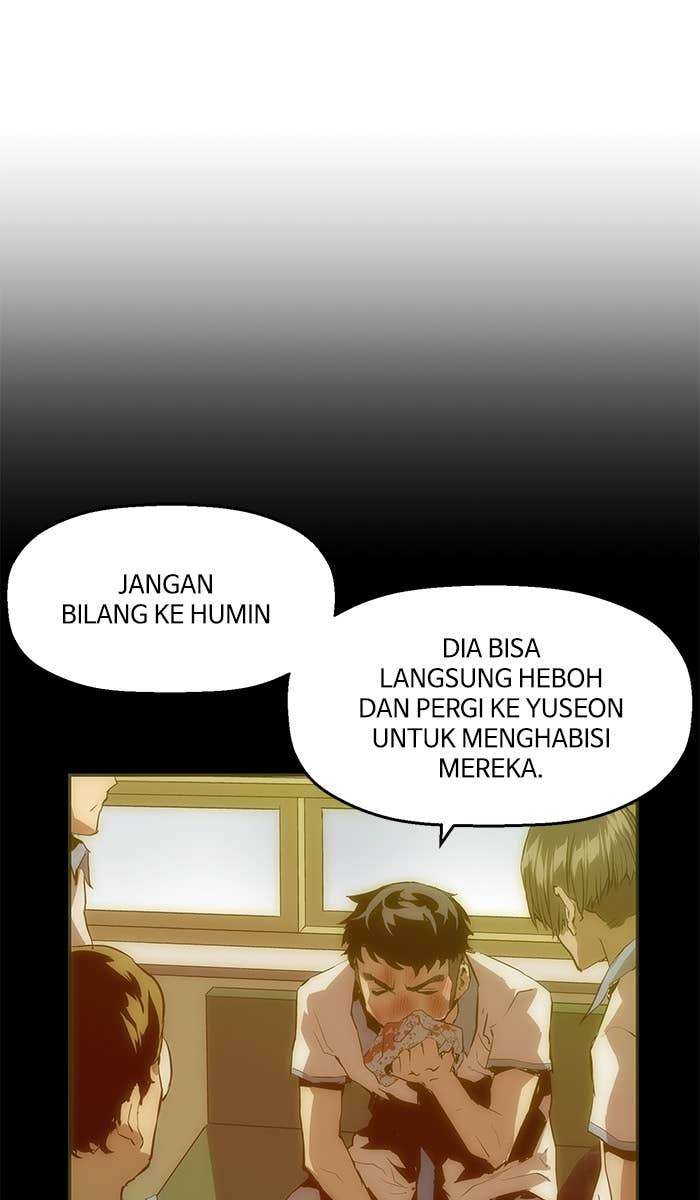 JANGAN
BILANG KE HUMIN
DIA BISA
LANGSUNG HEBOH
DAN PERGI KE YUSEON
UNTUK MENGHABISI
MEREKA.